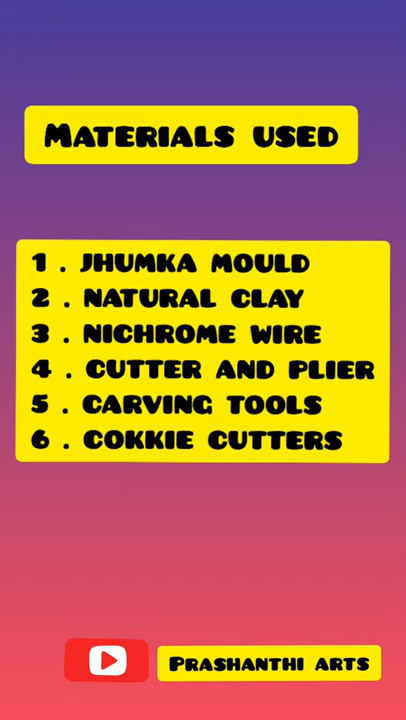 Materials used
1 . Jhumka mould
2 . Natural clay
3 . Nichrome wire
4 . Cutter and plier
5 . Carving tools
6 . Cokkie cutters
Prashanthi arts